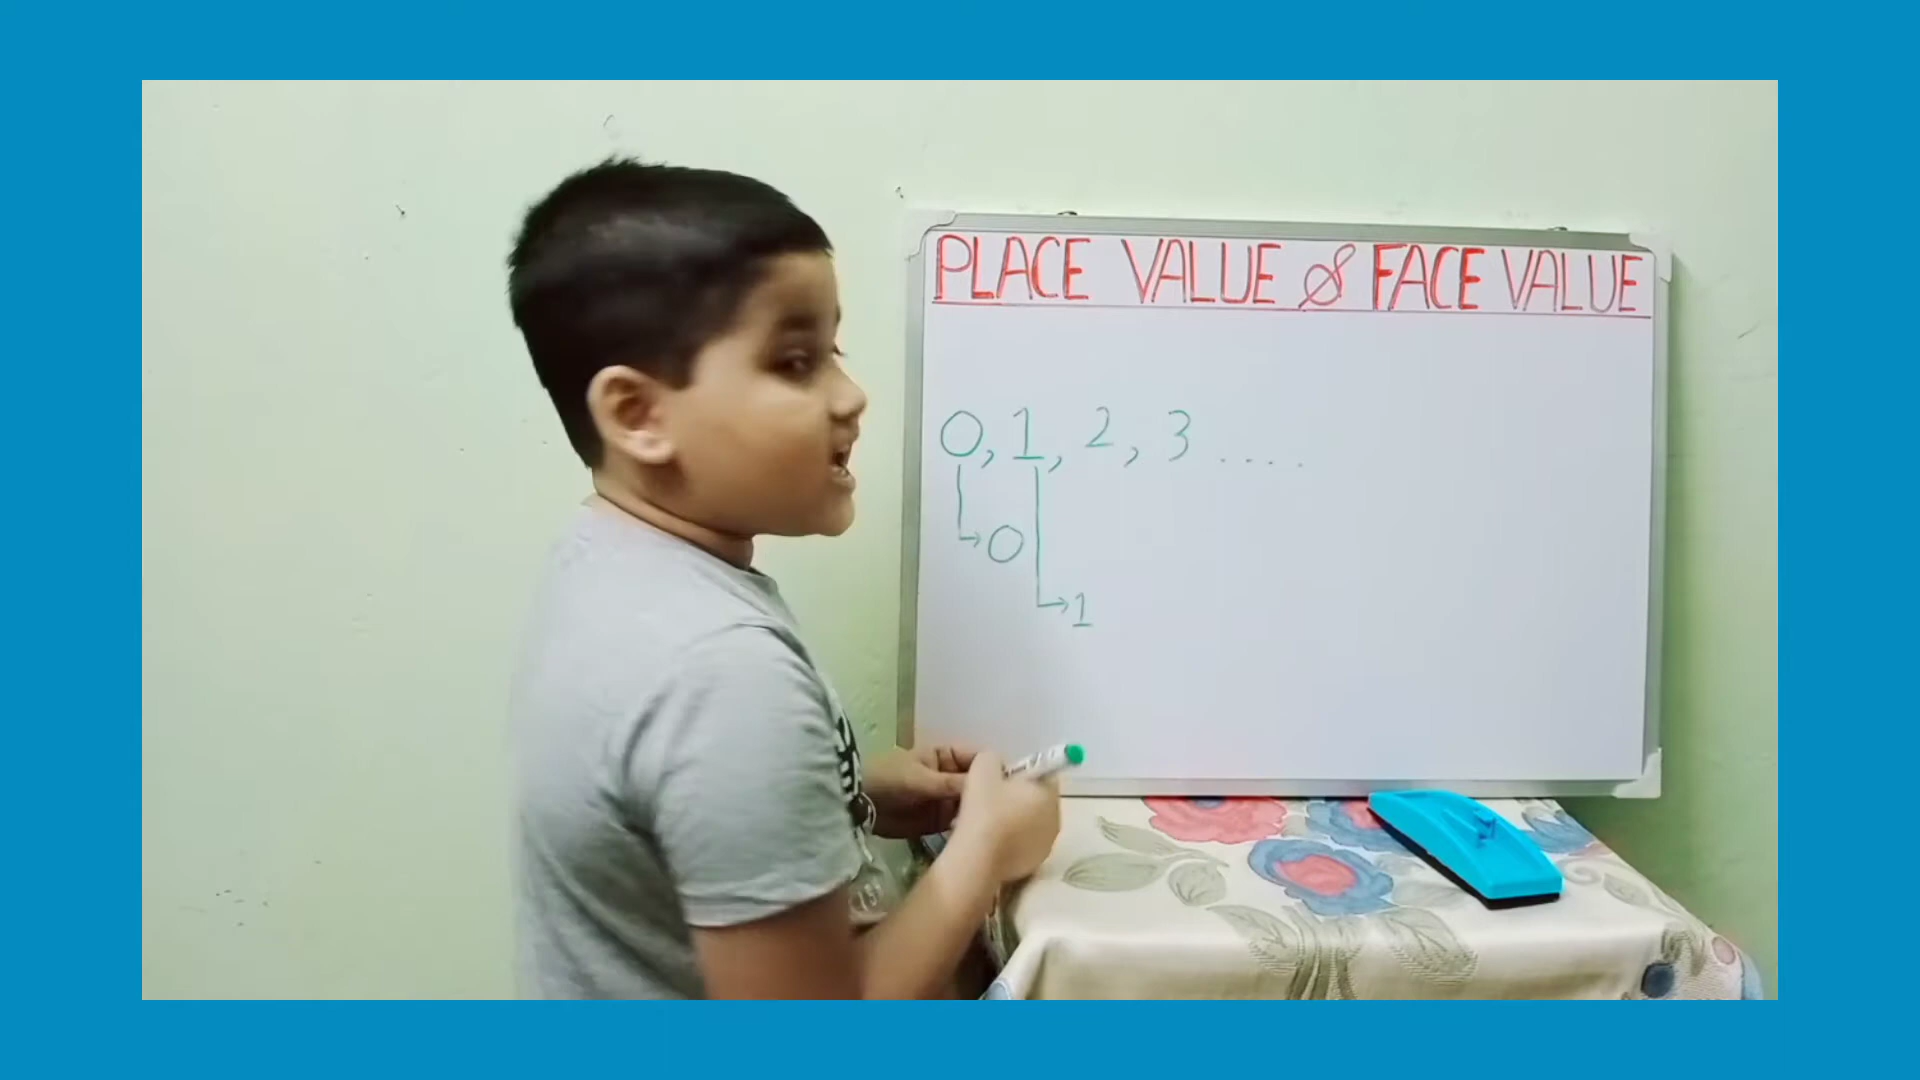 PLACE VALUE & FACE VALUE
0, 1, 2, 3 ....
0
1